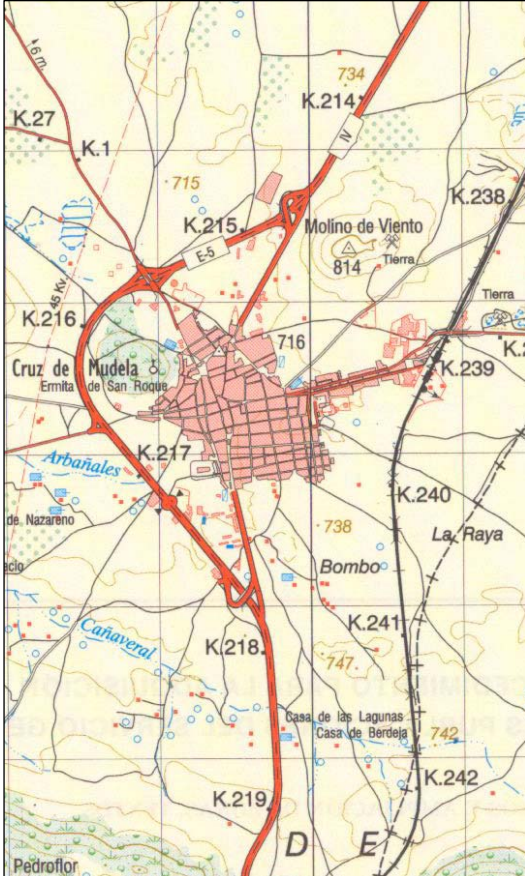 6 m.
734
K.27
K.214
IV
K.1
715
K.215
K.238
Molino de Viento
814
Tierra
E-5
45 Kv.
Tierra
K.216
716
K.239
Cruz de Mudela
Ermita de San Roque
K.217
Arbañales
K.240
738
La Raya
de Nazareno
Bombo
K.241
Cañaveral
K.218
747
Casa de las Lagunas
Casa de Berdeja
742
K.242
K.219
D E
Pedroflor